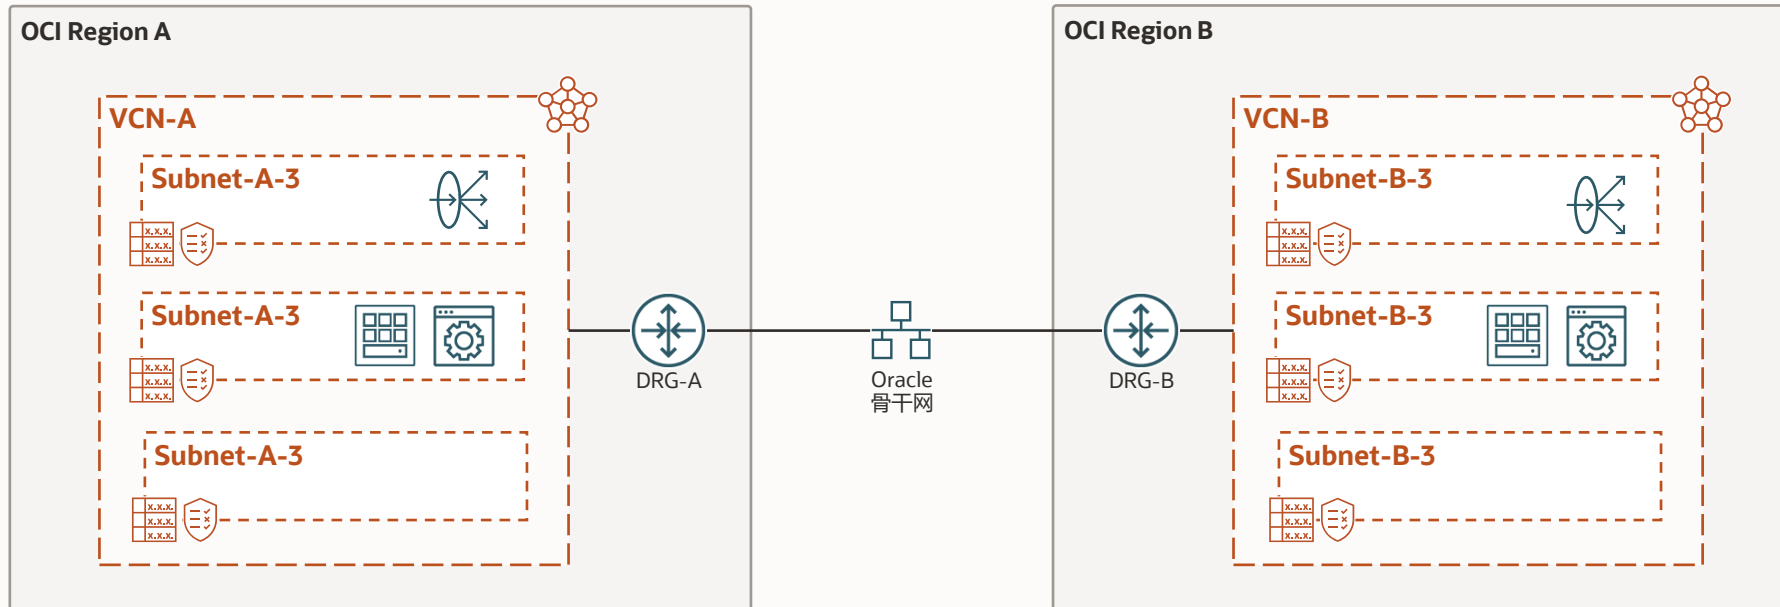 OCI Region A
VCN-A
Subnet-A-3
x.x.x.
x.x.x.
x.x.x.
Subnet-A-3
x.x.x.
x.x.x.
x.x.x.
Subnet-A-3
x.x.x.
x.x.x.
x.x.x.
DRG-A
Oracle
骨干网
OCI Region B
DRG-B
VCN-B
Subnet-B-3
x.x.x.
x.x.x.
x.x.x.
Subnet-B-3
x.x.x.
x.x.x.
x.x.x.
Subnet-B-3
x.x.x.
x.x.x.
x.x.x.